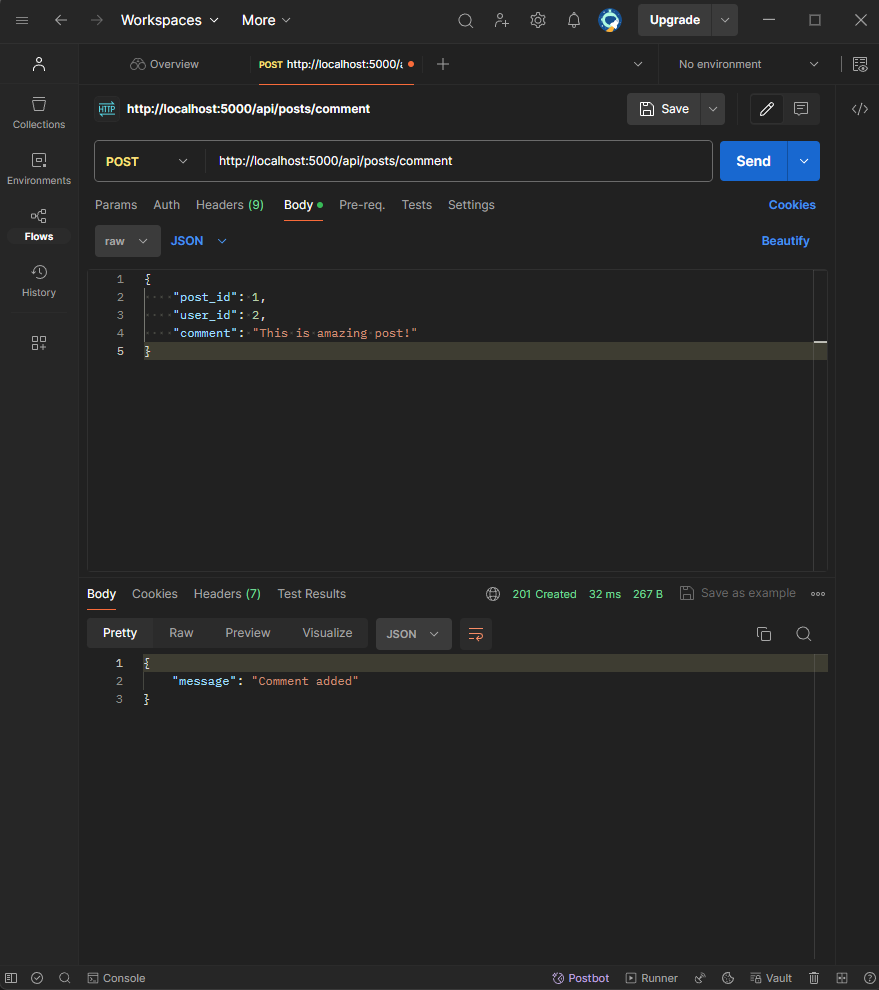 Workspaces More Upgrade
Overview POST http://localhost:5000/a No environment
HTTP http://localhost:5000/api/posts/comment Save
Collections
Environments
Flows
History
POST http://localhost:5000/api/posts/comment Send
Params Auth Headers (9) Body Pre-req. Tests Settings Cookies
raw JSON Beautify
1 {
2 "post_id": 1,
3 "user_id": 2,
4 "comment": "This is amazing post!"
5 }
Body Cookies Headers (7) Test Results 201 Created 32 ms 267 B Save as example
Pretty Raw Preview Visualize JSON
1 {
2 "message": "Comment added"
3 }
Console Postbot Runner Vault